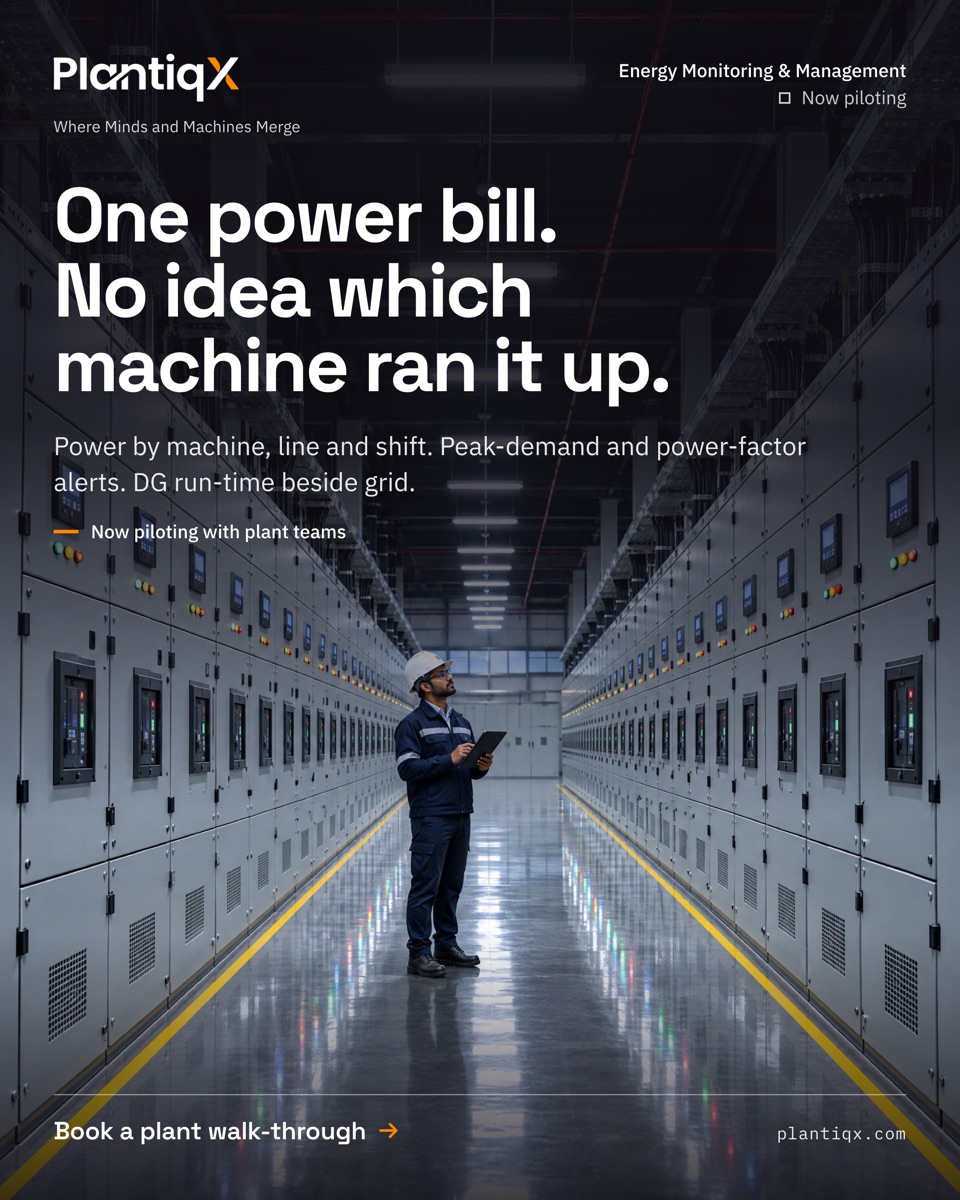 PlantiqX
Energy Monitoring & Management
Now piloting
Where Minds and Machines Merge
One power bill.
No idea which
machine ran it up.
Power by machine, line and shift. Peak-demand and power-factor
alerts. DG run-time beside grid.
Now piloting with plant teams
Book a plant walk-through →
plantiqx.com